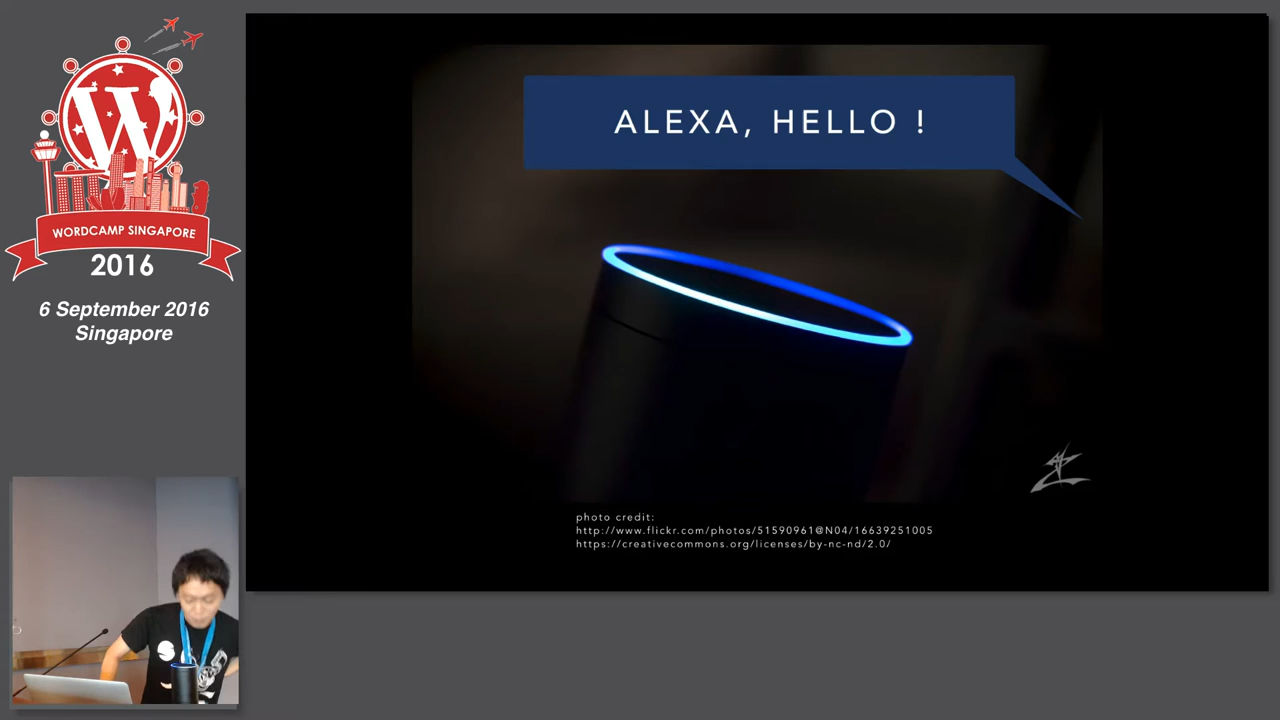 W
WORDCAMP SINGAPORE
2016
6 September 2016
Singapore
ALEXA, HELLO !
photo credit:
http://www.flickr.com/photos/51590961@N04/16639251005
https://creativecommons.org/licenses/by-nc-nd/2.0/